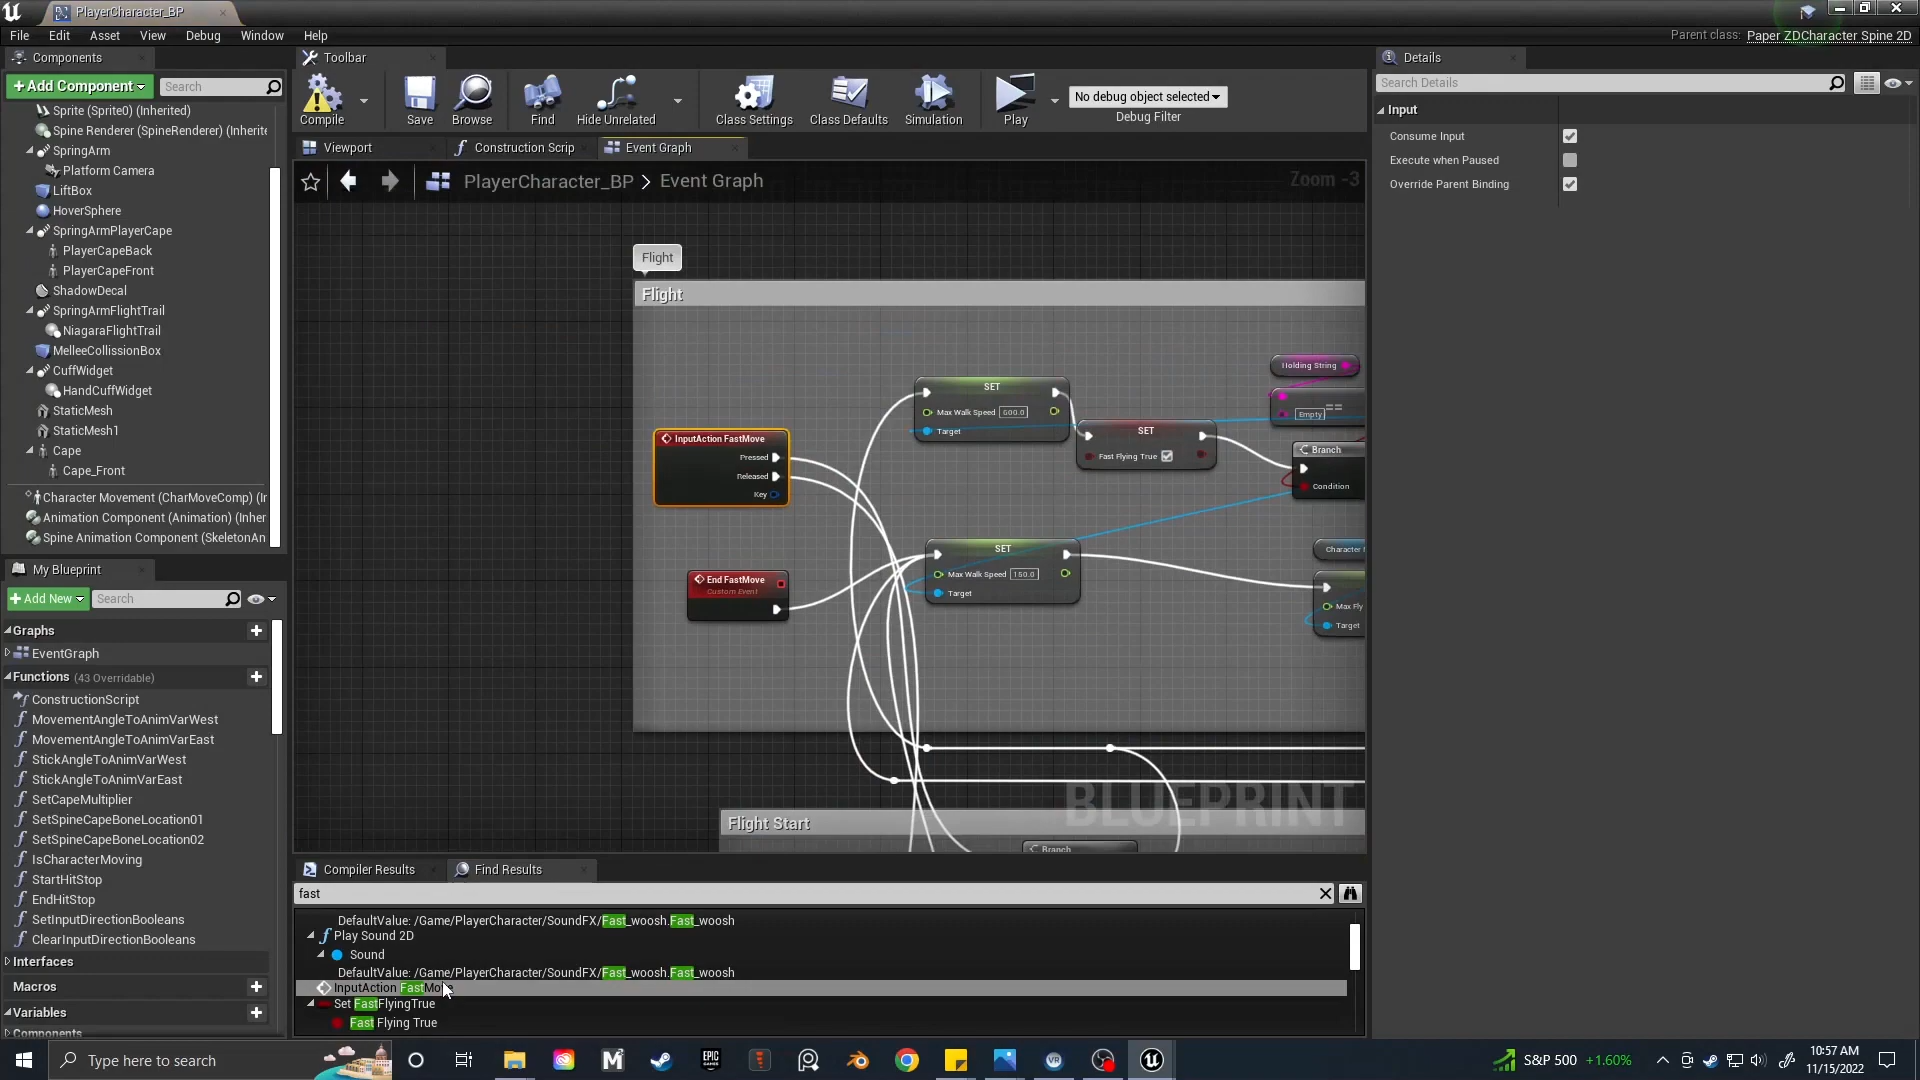 PlayerCharacter_BP
File Edit Asset View Debug Window Help
Parent class: Paper ZDCharacter Spine 2D
Components
+ Add Component
Search
Sprite (Sprite0) (Inherited)
Spine Renderer (SpineRenderer) (Inherite
SpringArm
Platform Camera
LiftBox
HoverSphere
SpringArmPlayerCape
PlayerCapeBack
PlayerCapeFront
ShadowDecal
SpringArmFlightTrail
NiagaraFlightTrail
MelleeCollissionBox
CuffWidget
HandCuffWidget
StaticMesh
StaticMesh1
Cape
Cape_Front
Character Movement (CharMoveComp) (Ir
Animation Component (Animation) (Inher
Spine Animation Component (SkeletonAn
My Blueprint
+ Add New
Search
Graphs
EventGraph
Functions (43 Overridable)
ConstructionScript
MovementAngleToAnimVarWest
MovementAngleToAnimVarEast
StickAngleToAnimVarWest
StickAngleToAnimVarEast
SetCapeMultiplier
SetSpineCapeBoneLocation01
SetSpineCapeBoneLocation02
IsCharacterMoving
StartHitStop
EndHitStop
SetInputDirectionBooleans
ClearInputDirectionBooleans
Interfaces
Macros
Variables
Components
Toolbar
Compile
Save
Browse
Find
Hide Unrelated
Class Settings
Class Defaults
Simulation
Play
No debug object selected
Debug Filter
Viewport
Construction Scrip
Event Graph
PlayerCharacter_BP > Event Graph
Zoom -3
Flight
Flight
InputAction FastMove
Pressed
Released
Key
End FastMove
Custom Event
SET
Max Walk Speed 600.0
Target
SET
Fast Flying True
Holding String
==
Empty
Branch
Condition
SET
Max Walk Speed 150.0
Target
Character
Max Fly
Target
BLUEPRINT
Flight Start
Branch
Compiler Results
Find Results
fast
DefaultValue: /Game/PlayerCharacter/SoundFX/Fast_woosh.Fast_woosh
Play Sound 2D
Sound
DefaultValue: /Game/PlayerCharacter/SoundFX/Fast_woosh.Fast_woosh
InputAction FastMove
Set FastFlyingTrue
Fast Flying True
Details
Search Details
Input
Consume Input
Execute when Paused
Override Parent Binding
Type here to search
EPIC GAMES
S&P 500 +1.60%
10:57 AM
11/15/2022